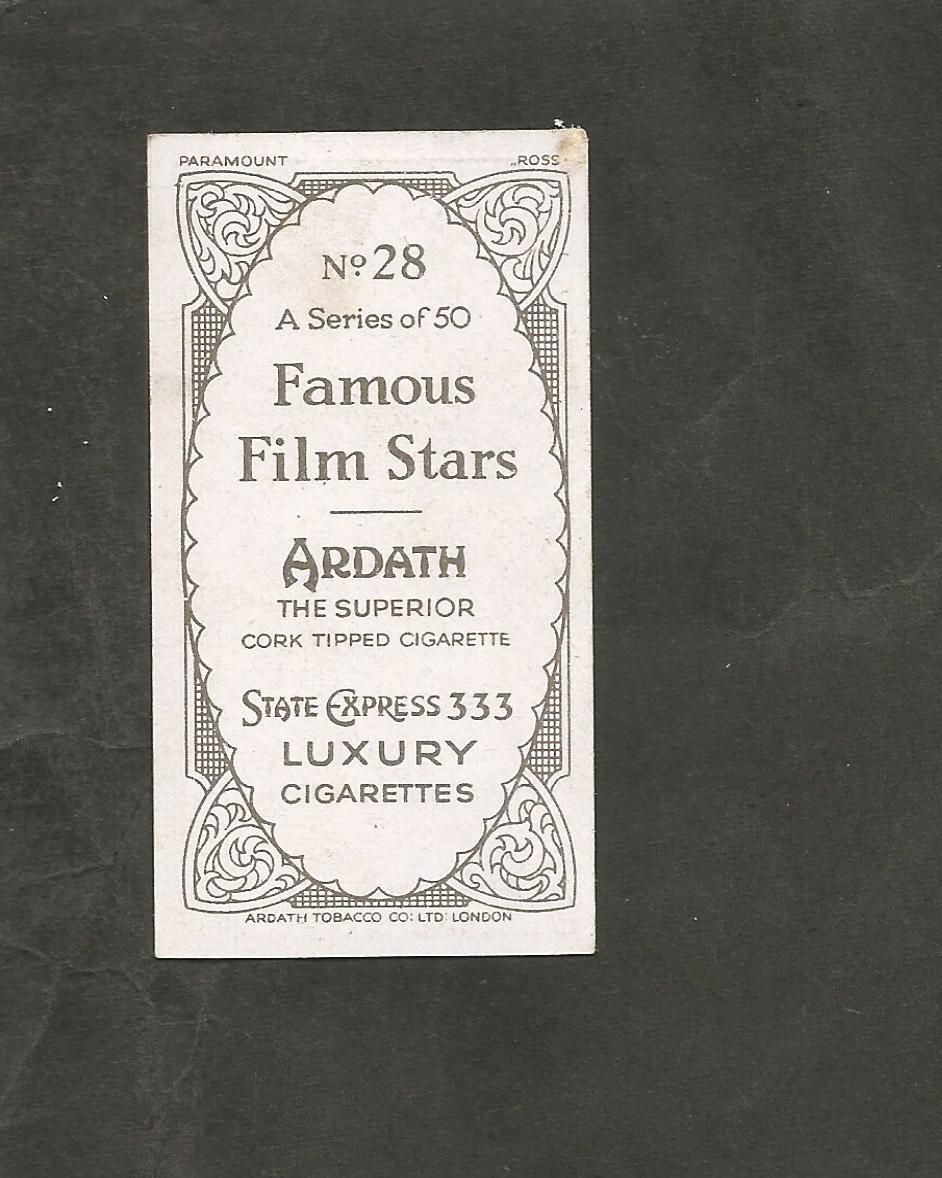 PARAMOUNT „ROSS
Nº 28
A Series of 50
Famous
Film Stars
ARDATH
THE SUPERIOR
CORK TIPPED CIGARETTE
STATE EXPRESS 333
LUXURY
CIGARETTES
ARDATH TOBACCO CO: LTD: LONDON